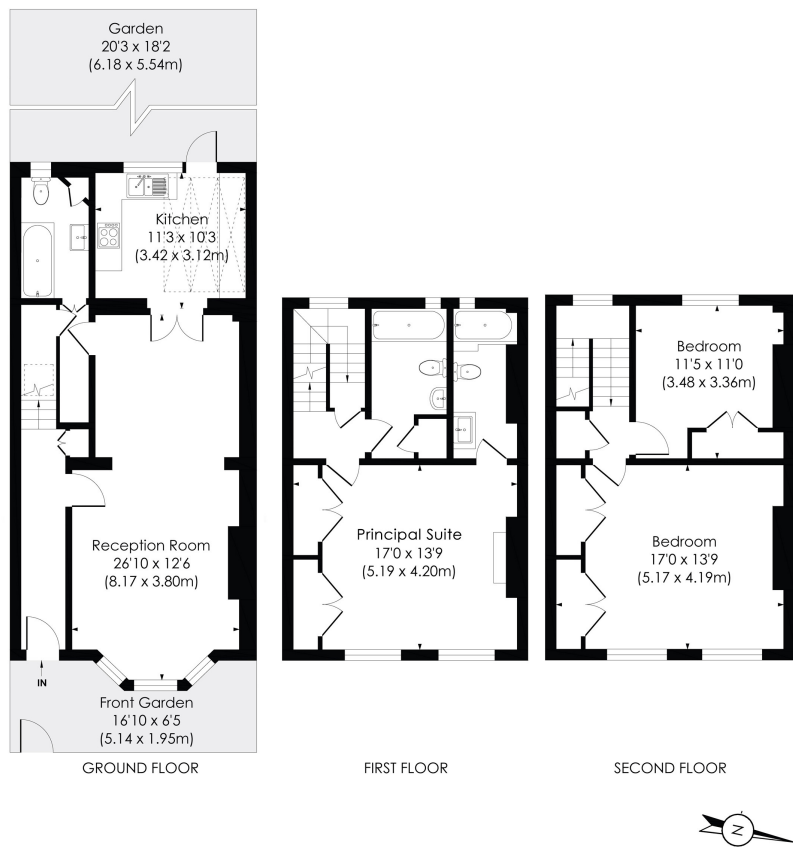 Garden
20'3 x 18'2
(6.18 x 5.54m)
Kitchen
11'3 x 10'3
(3.42 x 3.12m)
Reception Room
26'10 x 12'6
(8.17 x 3.80m)
IN
Front Garden
16'10 x 6'5
(5.14 x 1.95m)
GROUND FLOOR
Principal Suite
17'0 x 13'9
(5.19 x 4.20m)
FIRST FLOOR
Bedroom
11'5 x 11'0
(3.48 x 3.36m)
Bedroom
17'0 x 13'9
(5.17 x 4.19m)
SECOND FLOOR
N